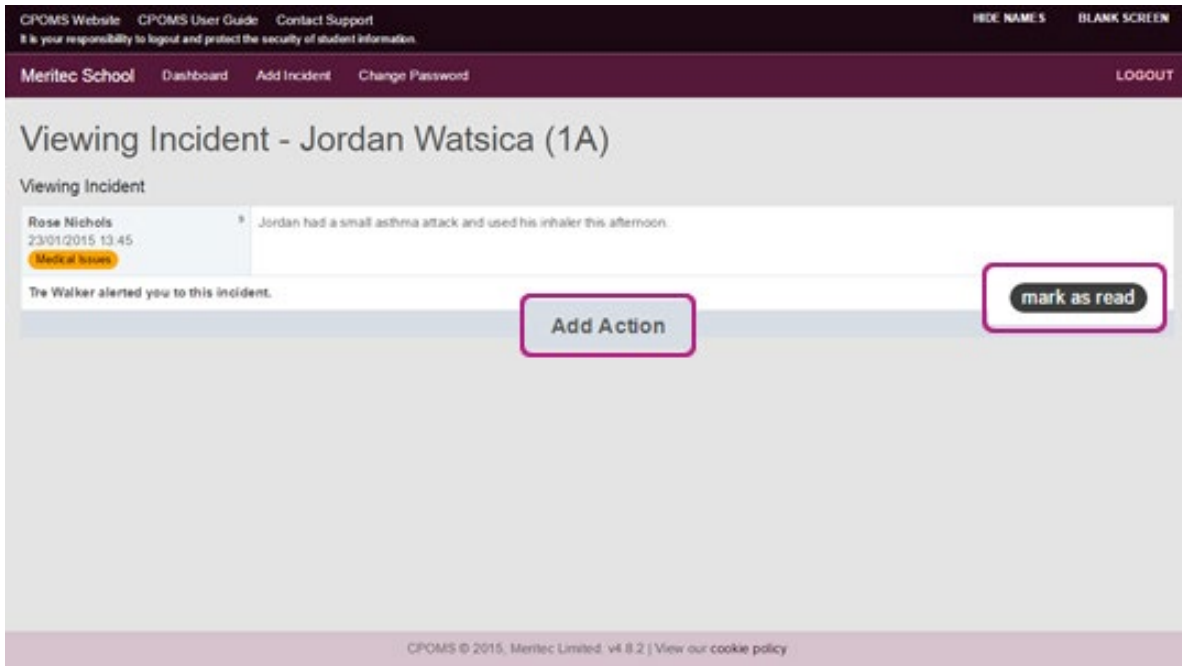 CPOMS Website CPOMS User Guide Contact Support HIDE NAMES BLANK SCREEN
It is your responsibility to logout and protect the security of student information.
Meritec School Dashboard Add Incident Change Password LOGOUT
Viewing Incident - Jordan Watsica (1A)
Viewing Incident
Rose Nichols Jordan had a small asthma attack and used his inhaler this afternoon.
23/01/2015 13:45
Medical Issues
Tre Walker alerted you to this incident. mark as read
Add Action
CPOMS © 2015, Meritec Limited. v4.8.2 | View our cookie policy